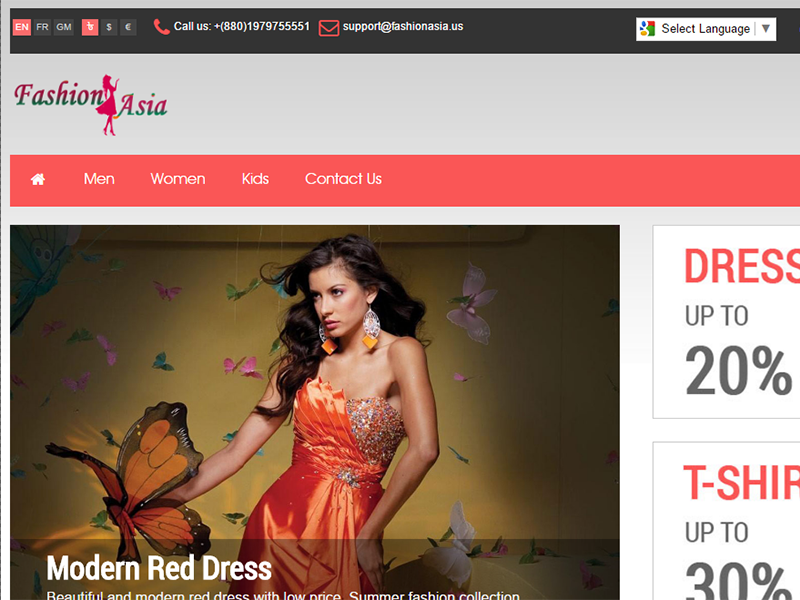 EN FR GM ৳ $ € Call us: +(880)1979755551 support@fashionasia.us Select Language ▼
Fashion Asia
Men Women Kids Contact Us
DRESS
UP TO
20%
Modern Red Dress
Beautiful and modern red dress with low price. Summer fashion collection
T-SHIR
UP TO
30%